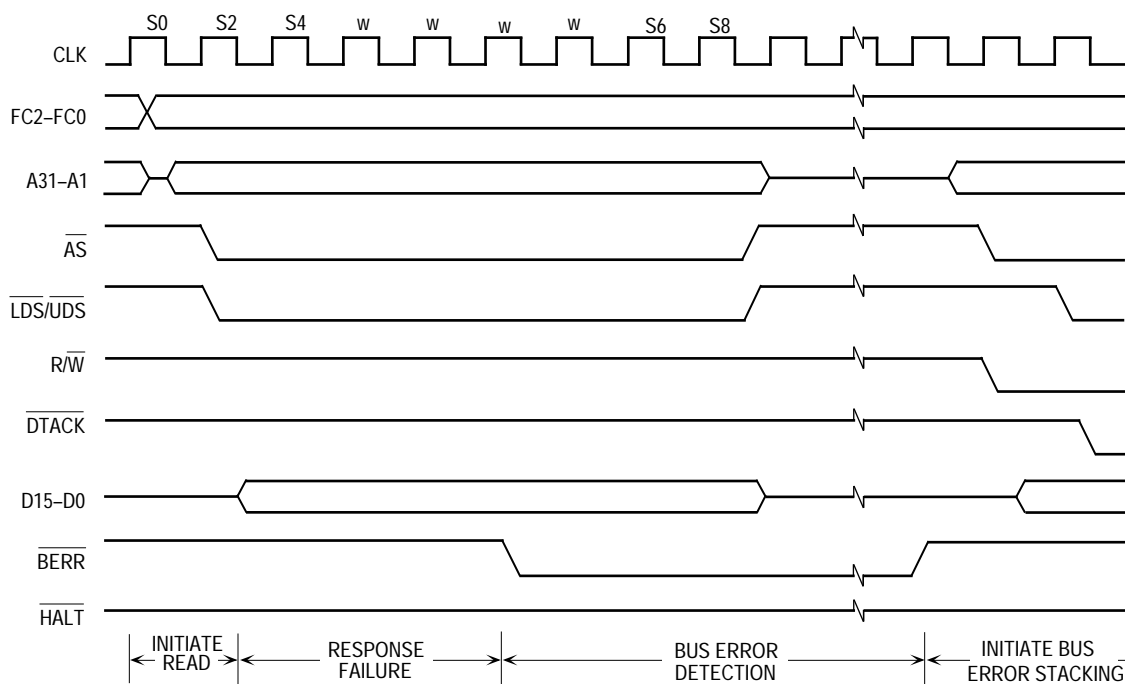 S0 S2 S4 w w w w S6 S8
CLK
FC2–FC0
A31–A1
AS
LDS/UDS
R/W
DTACK
D15–D0
BERR
HALT
INITIATE
READ
RESPONSE
FAILURE
BUS ERROR
DETECTION
INITIATE BUS
ERROR STACKING